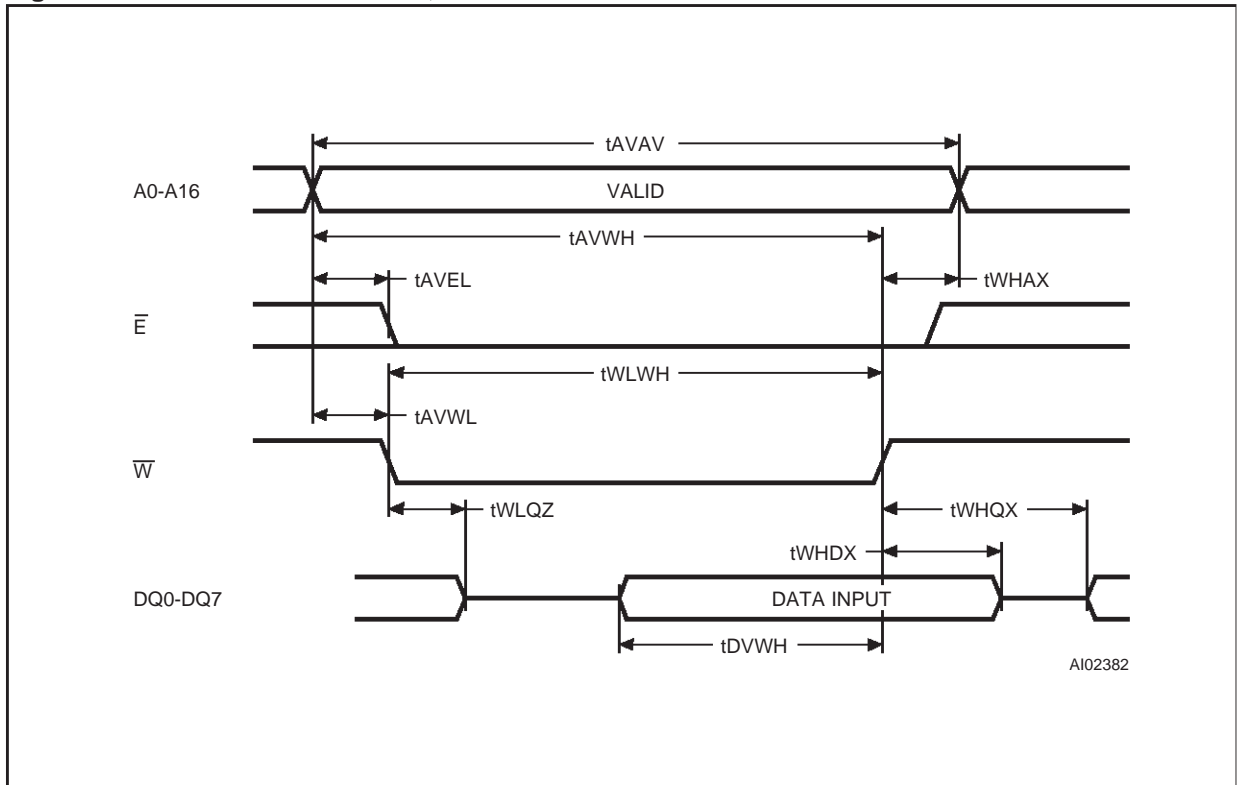 tAVAV
A0-A16
VALID
tAVWH
tAVEL
tWHAX
E
tWLWH
tAVWL
W
tWLQZ
tWHQX
tWHDX
DQ0-DQ7
DATA INPUT
tDVWH
AI02382